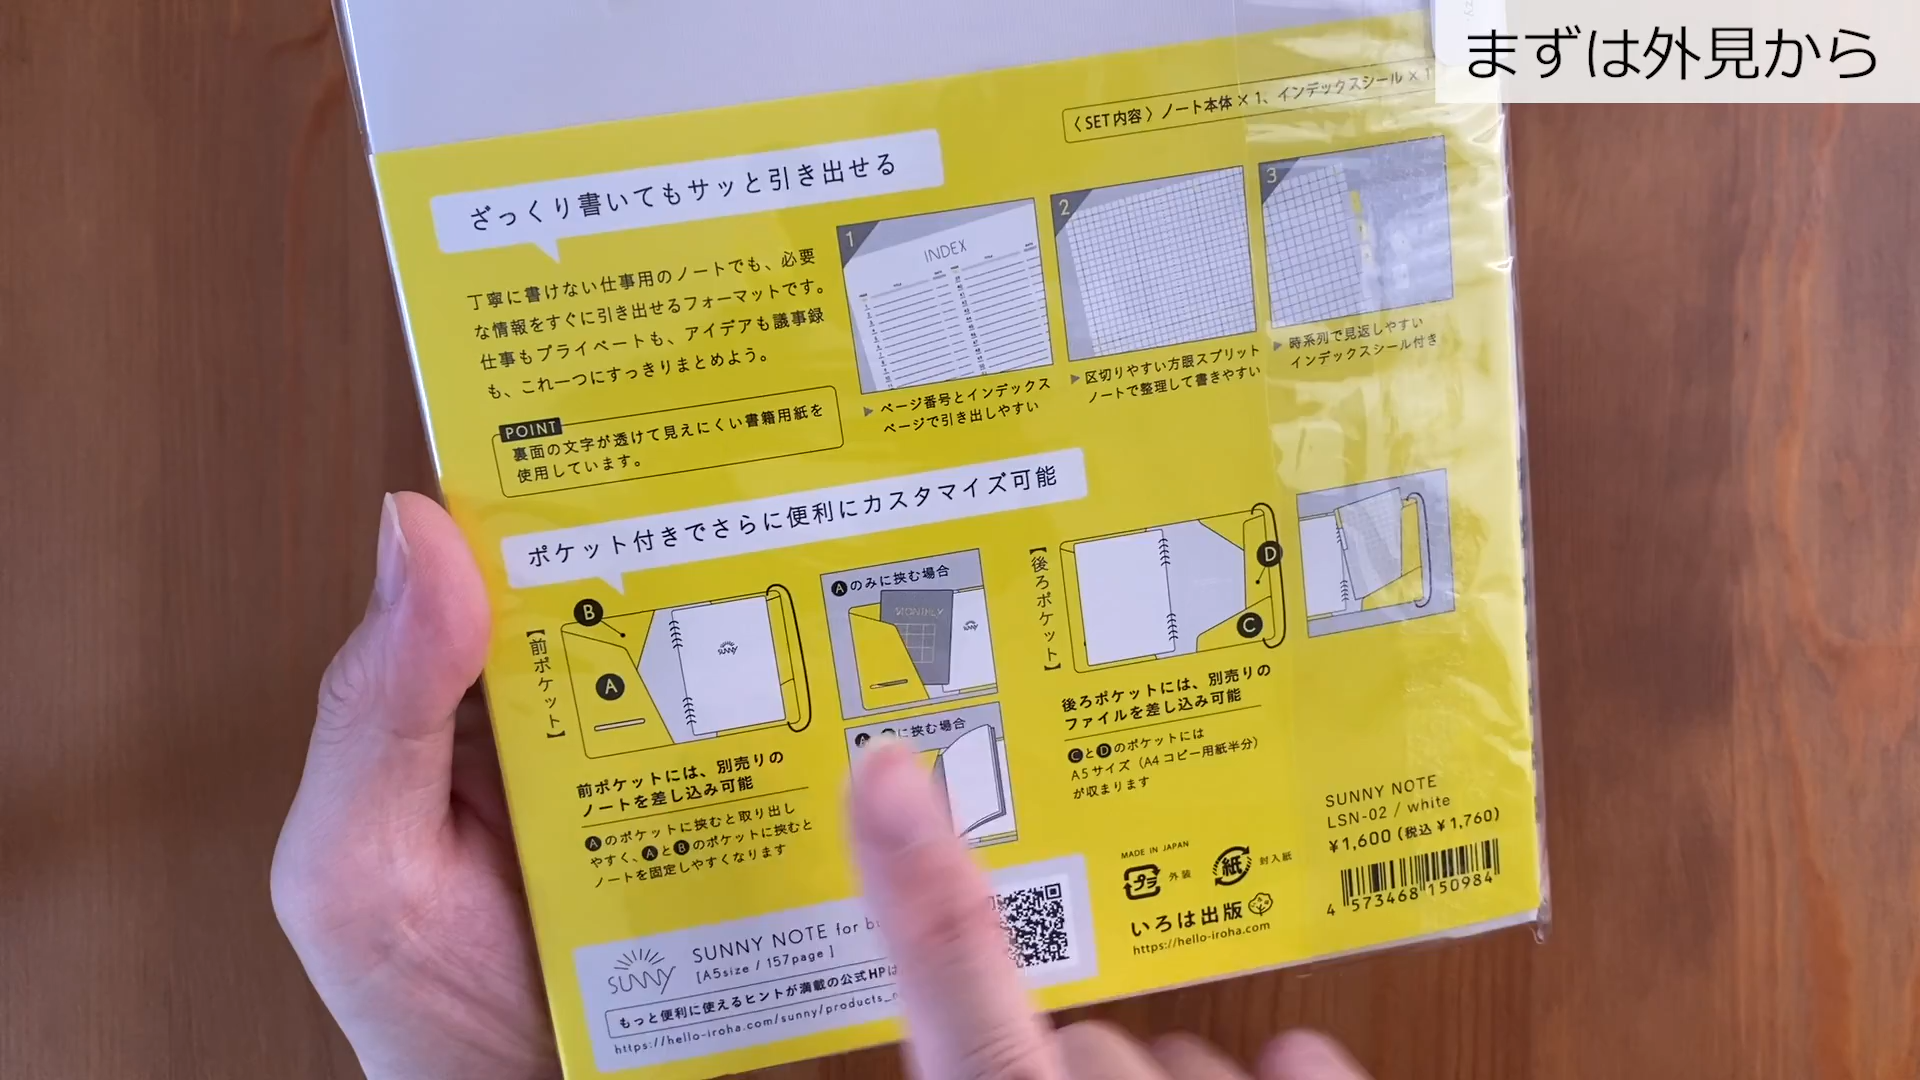 まずは外見から
〈SET内容〉ノート本体×1、インデックスシール×1
ざっくり書いてもサッと引き出せる
丁寧に書けない仕事用のノートでも、必要
な情報をすぐに引き出せるフォーマットです。
仕事もプライベートも、アイデアも議事録
も、これ一つにすっきりまとめよう。
POINT
裏面の文字が透けて見えにくい書籍用紙を
使用しています。
1
INDEX
▶ページ番号とインデックス
ページで引き出しやすい
2
▶区切りやすい方眼スプリット
ノートで整理して書きやすい
3
▶時系列で見返しやすい
インデックスシール付き
ポケット付きでさらに便利にカスタマイズ可能
【前ポケット】
B
A
SUNNY
前ポケットには、別売りの
ノートを差し込み可能
Aのポケットに挟むと取り出し
やすく、AとBのポケットに挟むと
ノートを固定しやすくなります
Aのみに挟む場合
MONTHLY
に挟む場合
【後ろポケット】
D
C
後ろポケットには、別売りの
ファイルを差し込み可能
CとDのポケットには
A5サイズ（A4コピー用紙半分）
が収まります
SUNNY NOTE
LSN-02 / white
¥1,600（税込¥1,760）
4 573468 150984
MADE IN JAPAN
プラ 外装
紙 封入紙
いろは出版
https://hello-iroha.com
SUNNY
SUNNY NOTE for
[A5size / 157page ]
もっと便利に使えるヒントが満載の公式HPは
https://hello-iroha.com/sunny/products_